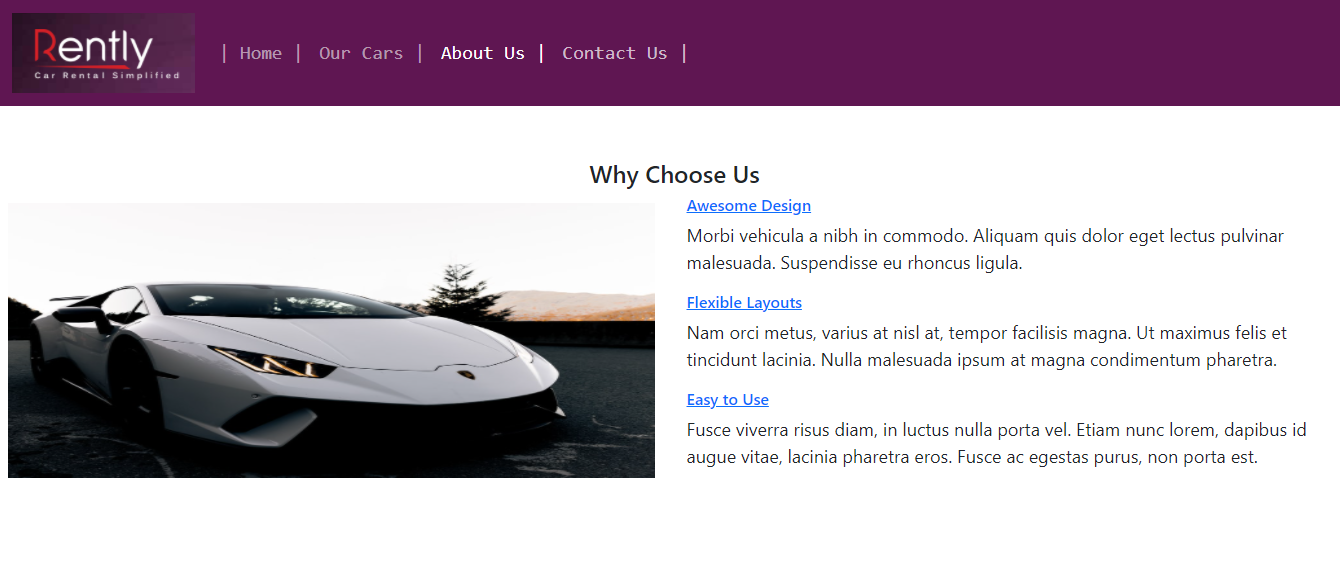 Rently
Car Rental Simplified
| Home | Our Cars | About Us | Contact Us |
Why Choose Us
Awesome Design
Morbi vehicula a nibh in commodo. Aliquam quis dolor eget lectus pulvinar
malesuada. Suspendisse eu rhoncus ligula.
Flexible Layouts
Nam orci metus, varius at nisl at, tempor facilisis magna. Ut maximus felis et
tincidunt lacinia. Nulla malesuada ipsum at magna condimentum pharetra.
Easy to Use
Fusce viverra risus diam, in luctus nulla porta vel. Etiam nunc lorem, dapibus id
augue vitae, lacinia pharetra eros. Fusce ac egestas purus, non porta est.